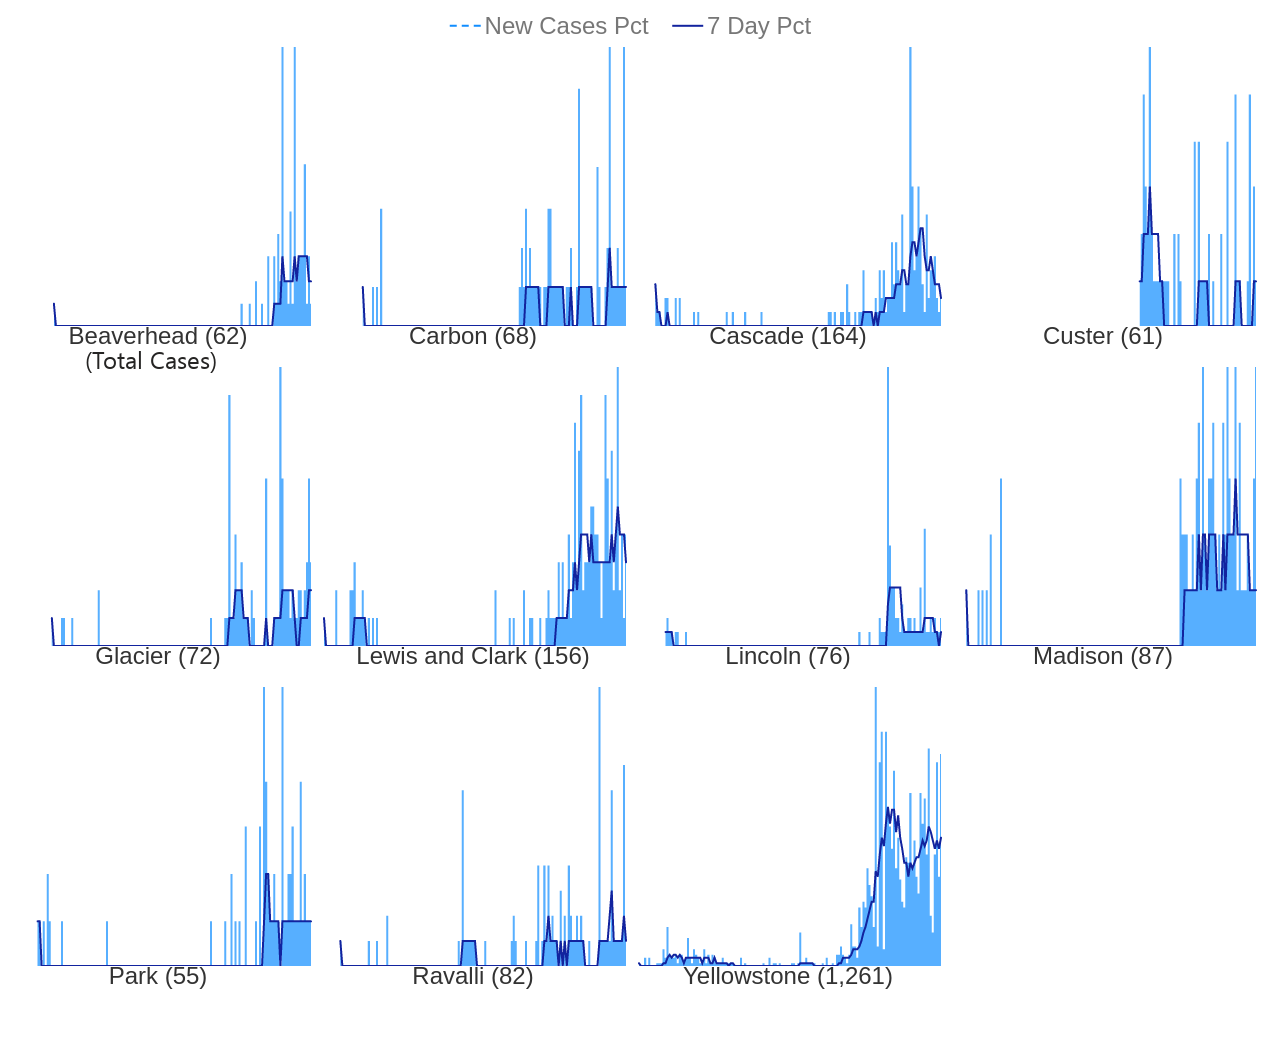 New Cases Pct 7 Day Pct
Beaverhead (62) Carbon (68) Cascade (164) Custer (61)
(Total Cases)
Glacier (72) Lewis and Clark (156) Lincoln (76) Madison (87)
Park (55) Ravalli (82) Yellowstone (1,261)